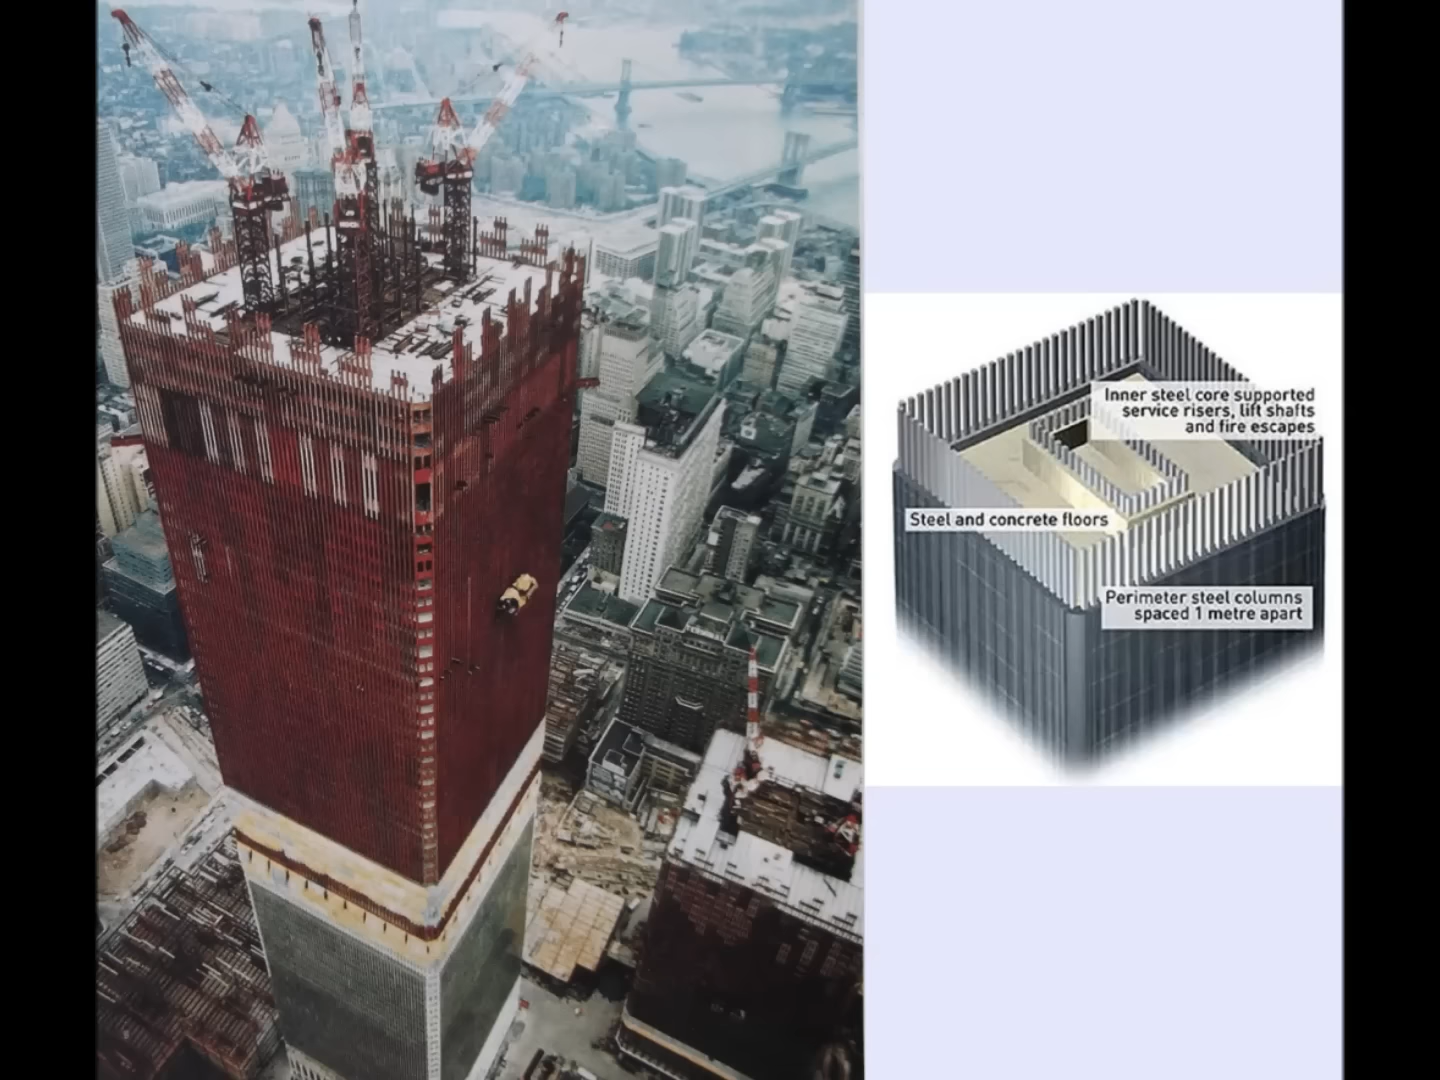 Inner steel core supported
service risers, lift shafts
and fire escapes
Steel and concrete floors
Perimeter steel columns
spaced 1 metre apart